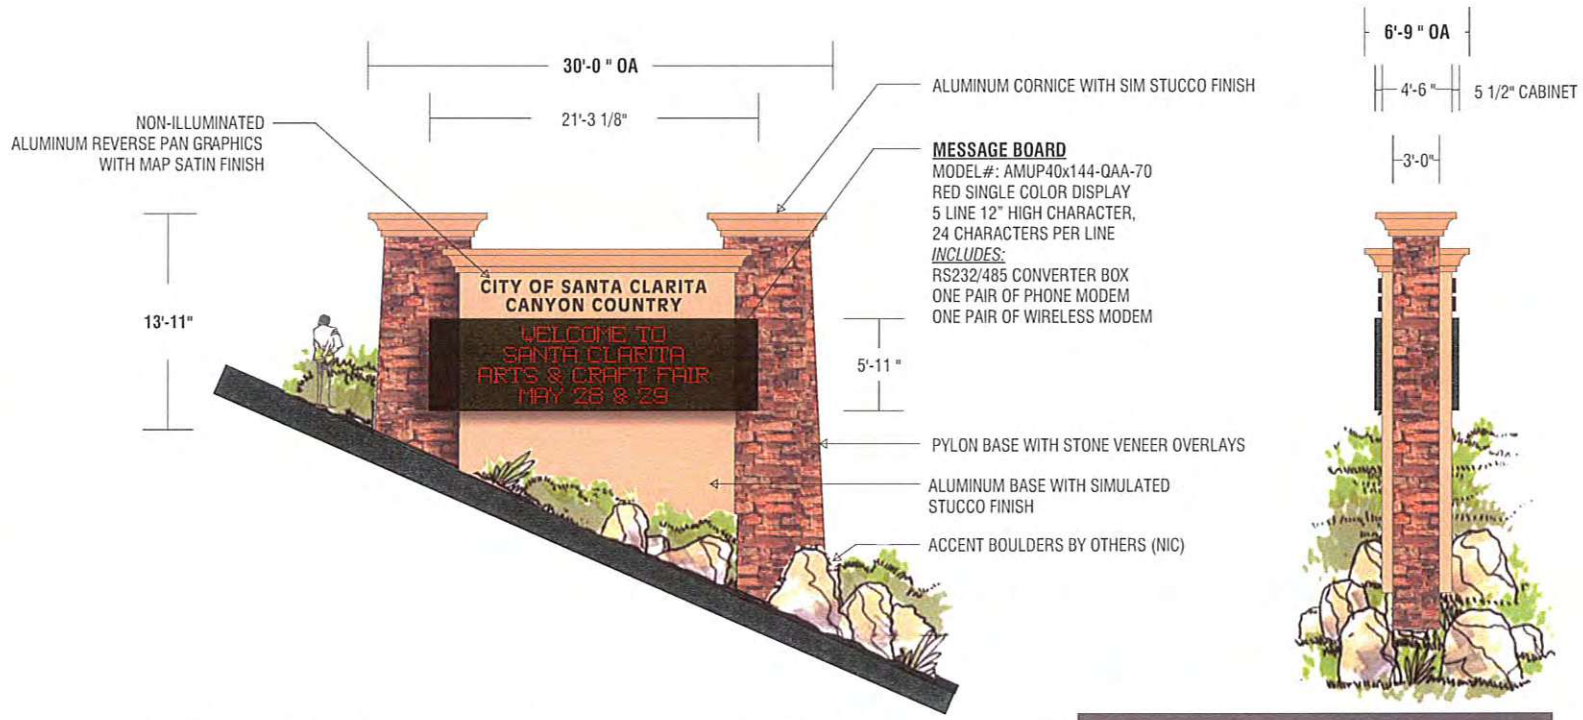 30'-0 " OA
21'-3 1/8"
NON-ILLUMINATED
ALUMINUM REVERSE PAN GRAPHICS
WITH MAP SATIN FINISH
13'-11"
CITY OF SANTA CLARITA
CANYON COUNTRY
WELCOME TO
SANTA CLARITA
ARTS & CRAFT FAIR
MAY 28 & 29
5'-11 "
ALUMINUM CORNICE WITH SIM STUCCO FINISH
MESSAGE BOARD
MODEL#: AMUP40x144-QAA-70
RED SINGLE COLOR DISPLAY
5 LINE 12" HIGH CHARACTER,
24 CHARACTERS PER LINE
INCLUDES:
RS232/485 CONVERTER BOX
ONE PAIR OF PHONE MODEM
ONE PAIR OF WIRELESS MODEM
PYLON BASE WITH STONE VENEER OVERLAYS
ALUMINUM BASE WITH SIMULATED
STUCCO FINISH
ACCENT BOULDERS BY OTHERS (NIC)
6'-9 " OA
4'-6 "
5 1/2" CABINET
3'-0"